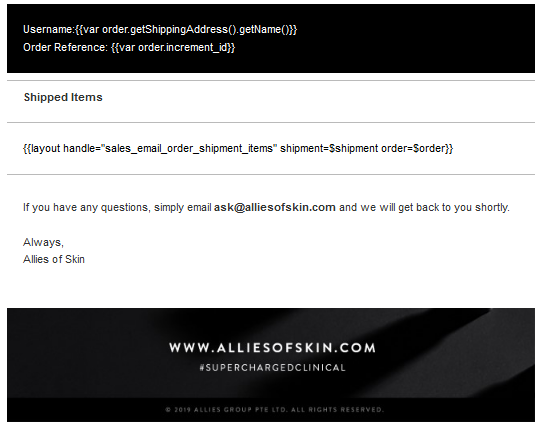 Username:{{var order.getShippingAddress().getName()}}
Order Reference: {{var order.increment_id}}
Shipped Items
{{layout handle="sales_email_order_shipment_items" shipment=$shipment order=$order}}
If you have any questions, simply email ask@alliesofskin.com and we will get back to you shortly.
Always,
Allies of Skin
WWW.ALLIESOFSKIN.COM
#SUPERCHARGEDCLINICAL
© 2019 ALLIES GROUP PTE LTD. ALL RIGHTS RESERVED.